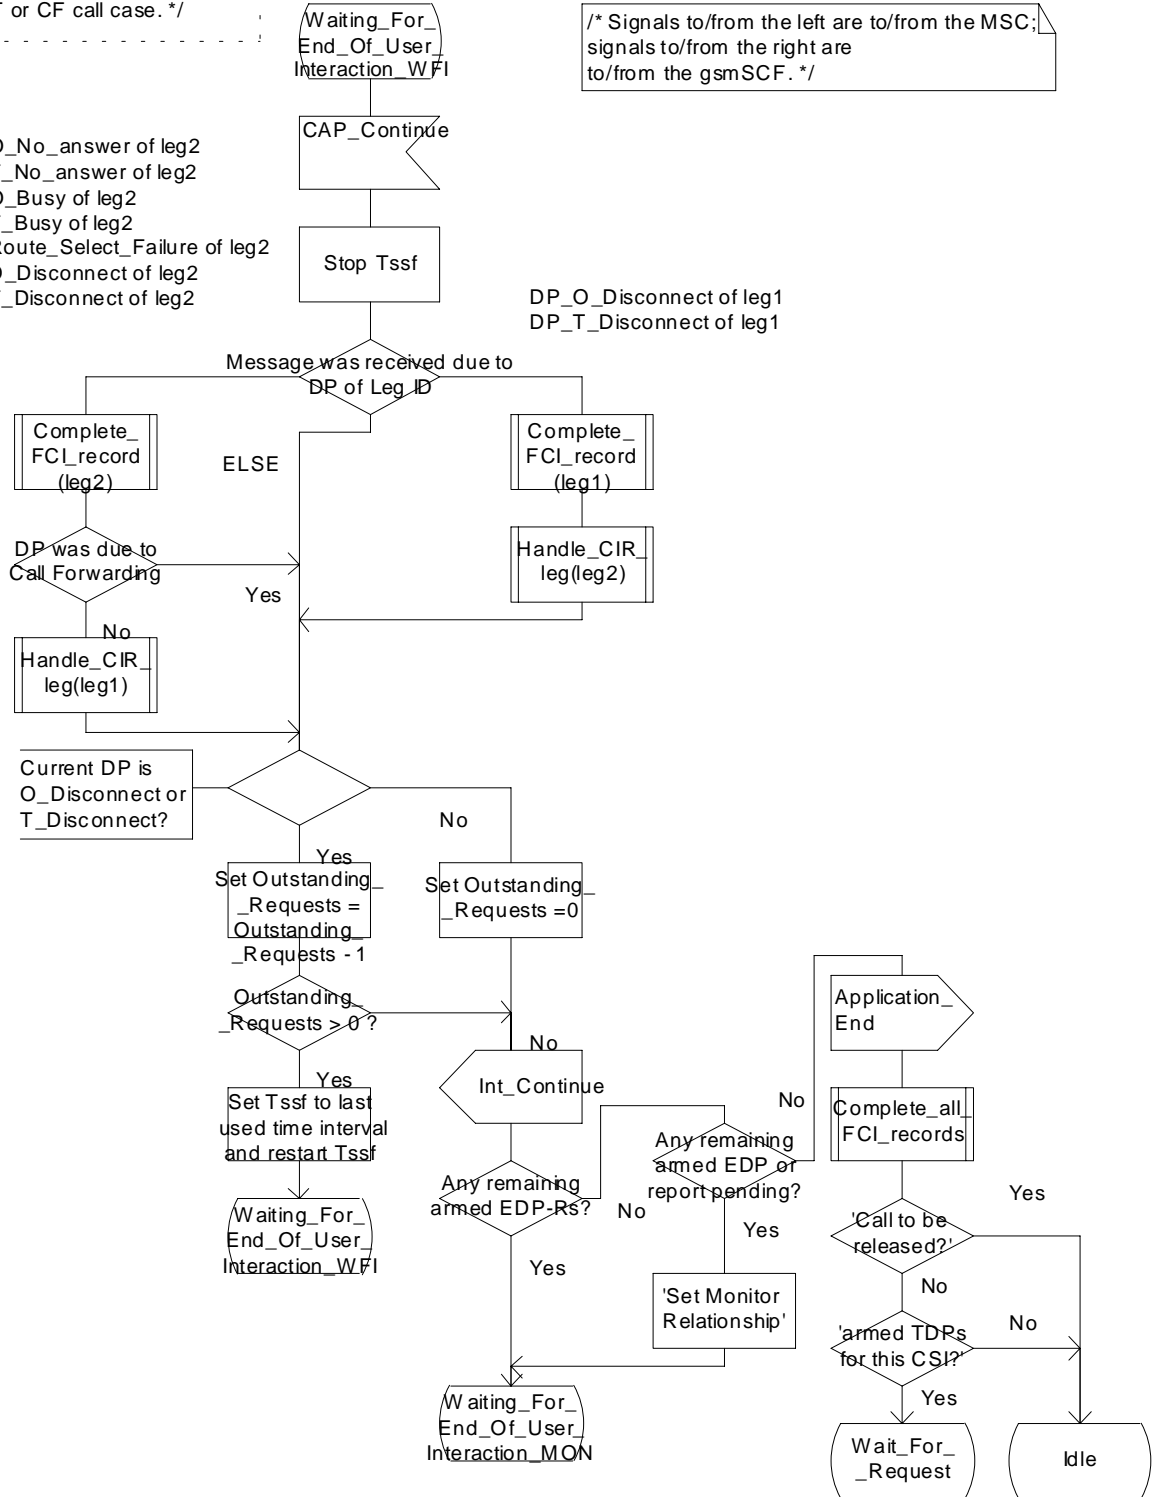 or CF call case. */
Waiting_For_
End_Of_User_
Interaction_WFI
/* Signals to/from the left are to/from the MSC;
signals to/from the right are
to/from the gsmSCF. */
CAP_Continue
_No_answer of leg2
_No_answer of leg2
_Busy of leg2
_Busy of leg2
Route_Select_Failure of leg2
_Disconnect of leg2
_Disconnect of leg2
Stop Tssf
DP_O_Disconnect of leg1
DP_T_Disconnect of leg1
Message was received due to
DP of Leg ID
Complete_
FCI_record
(leg2)
ELSE
Complete_
FCI_record
(leg1)
DP was due to
Call Forwarding
Yes
Handle_CIR_
leg(leg2)
No
Handle_CIR_
leg(leg1)
Current DP is
O_Disconnect or
T_Disconnect?
No
Yes
Set Outstanding_
_Requests =
Outstanding_
_Requests - 1
Set Outstanding_
_Requests =0
Outstanding_
_Requests > 0 ?
No
Yes
Set Tssf to last
used time interval
and restart Tssf
Waiting_For_
End_Of_User_
Interaction_WFI
Int_Continue
Any remaining
armed EDP-Rs?
No
Yes
Any remaining
armed EDP or
report pending?
No
Yes
'Set Monitor
Relationship'
Waiting_For_
End_Of_User_
Interaction_MON
Application_
End
Complete_all_
FCI_records
'Call to be
released?'
Yes
No
'armed TDPs
for this CSI?'
No
Yes
Wait_For_
_Request
Idle